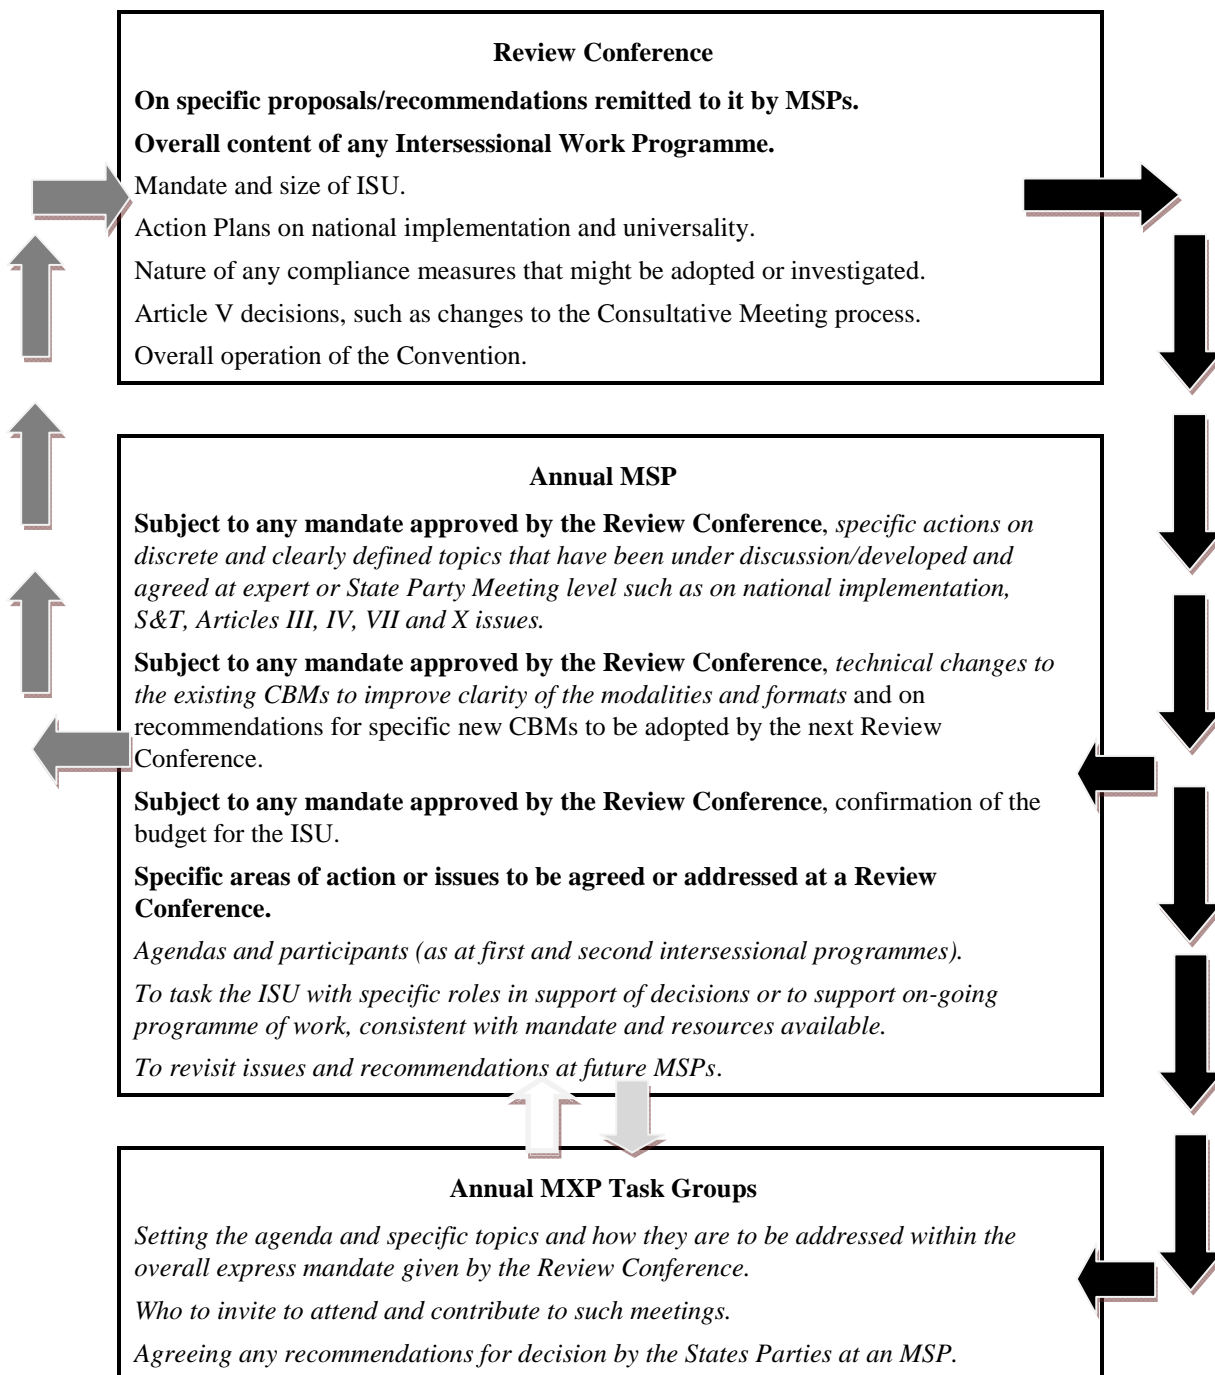 Review Conference
On specific proposals/recommendations remitted to it by MSPs.
Overall content of any Intersessional Work Programme.
Mandate and size of ISU.
Action Plans on national implementation and universality.
Nature of any compliance measures that might be adopted or investigated.
Article V decisions, such as changes to the Consultative Meeting process.
Overall operation of the Convention.
Annual MSP
Subject to any mandate approved by the Review Conference, specific actions on
discrete and clearly defined topics that have been under discussion/developed and
agreed at expert or State Party Meeting level such as on national implementation,
S&T, Articles III, IV, VII and X issues.
Subject to any mandate approved by the Review Conference, technical changes to
the existing CBMs to improve clarity of the modalities and formats and on
recommendations for specific new CBMs to be adopted by the next Review
Conference.
Subject to any mandate approved by the Review Conference, confirmation of the
budget for the ISU.
Specific areas of action or issues to be agreed or addressed at a Review
Conference.
Agendas and participants (as at first and second intersessional programmes).
To task the ISU with specific roles in support of decisions or to support on-going
programme of work, consistent with mandate and resources available.
To revisit issues and recommendations at future MSPs.
Annual MXP Task Groups
Setting the agenda and specific topics and how they are to be addressed within the
overall express mandate given by the Review Conference.
Who to invite to attend and contribute to such meetings.
Agreeing any recommendations for decision by the States Parties at an MSP.